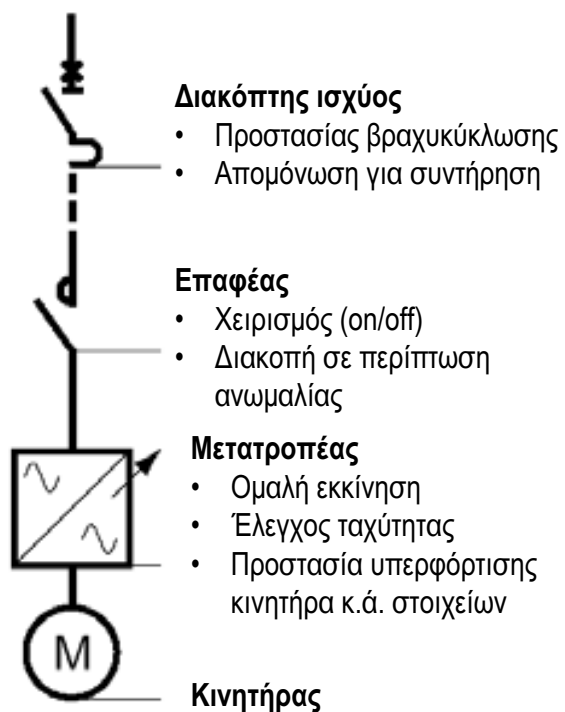 Διακόπτης ισχύος
• Προστασίας βραχυκύκλωσης
• Απομόνωση για συντήρηση
Επαφέας
• Χειρισμός (on/off)
• Διακοπή σε περίπτωση
ανωμαλίας
Μετατροπέας
• Ομαλή εκκίνηση
• Έλεγχος ταχύτητας
• Προστασία υπερφόρτισης
κινητήρα κ.ά. στοιχείων
M
Κινητήρας